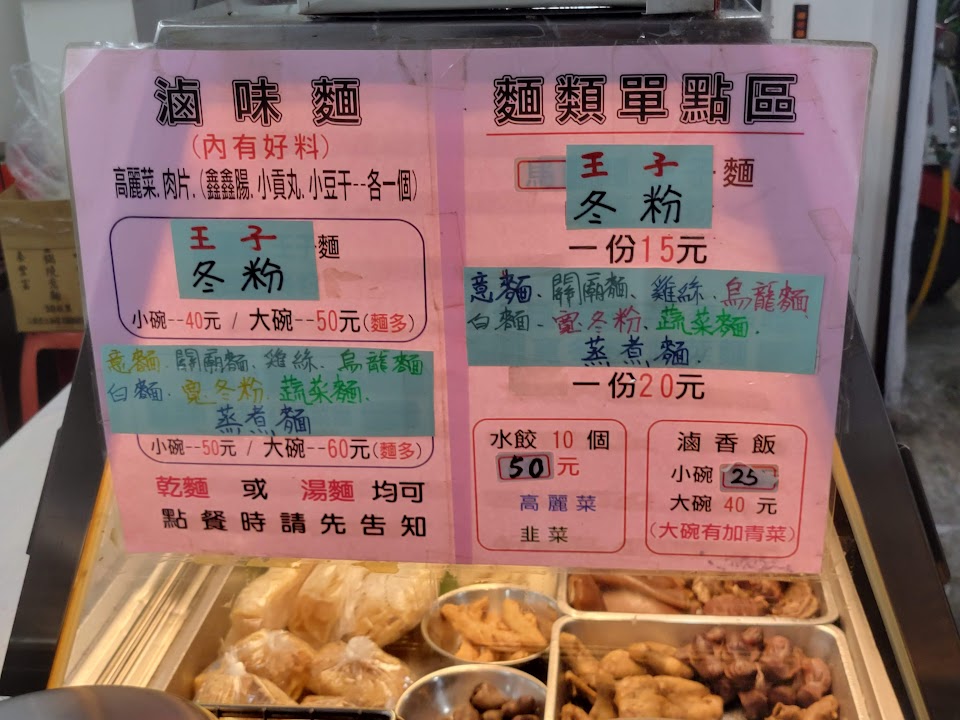 滷味麵
(內有好料)
高麗菜.肉片.(鑫鑫腸.小貢丸.小豆干--各一個)
王子麵
冬粉
小碗--40元 / 大碗--50元(麵多)
意麵、關廟麵、雞絲、烏龍麵
白麵、寬冬粉、蔬菜麵.
蒸煮麵
小碗--50元 / 大碗--60元(麵多)
乾麵 或 湯麵 均可
點餐時請先告知
麵類單點區
王子麵
冬粉
一份15元
意麵、關廟麵、雞絲、烏龍麵
白麵、寬冬粉、蔬菜麵.
蒸煮麵.
一份20元
水餃 10 個
50元
高麗菜
韭菜
滷香飯
小碗 25
大碗 40 元
(大碗有加青菜)